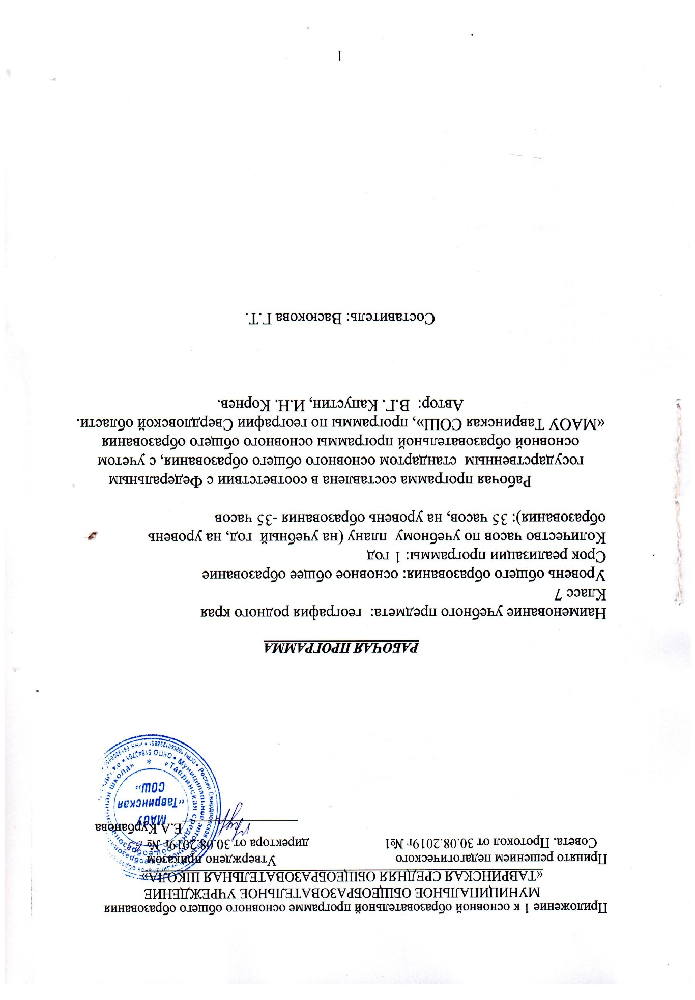 Приложение 1 к основной образовательной программе основного общего образования
МУНИЦИПАЛЬНОЕ ОБЩЕОБРАЗОВАТЕЛЬНОЕ УЧРЕЖДЕНИЕ
«ТАВРИНСКАЯ СРЕДНЯЯ ОБЩЕОБРАЗОВАТЕЛЬНАЯ ШКОЛА»
Принято решением педагогического Утверждено приказом
Совета. Протокол от 30.08.2019г №1 директора от 30.08.2019г №
Е.А Курбанова
МАОУ
«Тавринская
СОШ»
РАБОЧАЯ ПРОГРАММА
Наименование учебного предмета: география родного края
Класс 7
Уровень общего образования: основное общее образование
Срок реализации программы: 1 год
Количество часов по учебному плану (на учебный год, на уровень
образования): 35 часов, на уровень образования -35 часов
Рабочая программа составлена в соответствии с Федеральным
государственным стандартом основного общего образования, с учетом
основной образовательной программы основного общего образования
«МАОУ Тавринская СОШ», программы по географии Свердловской области.
Автор: В.Г. Капустин, И.Н. Корнев.
Составитель: Васюкова Г.Т.
1